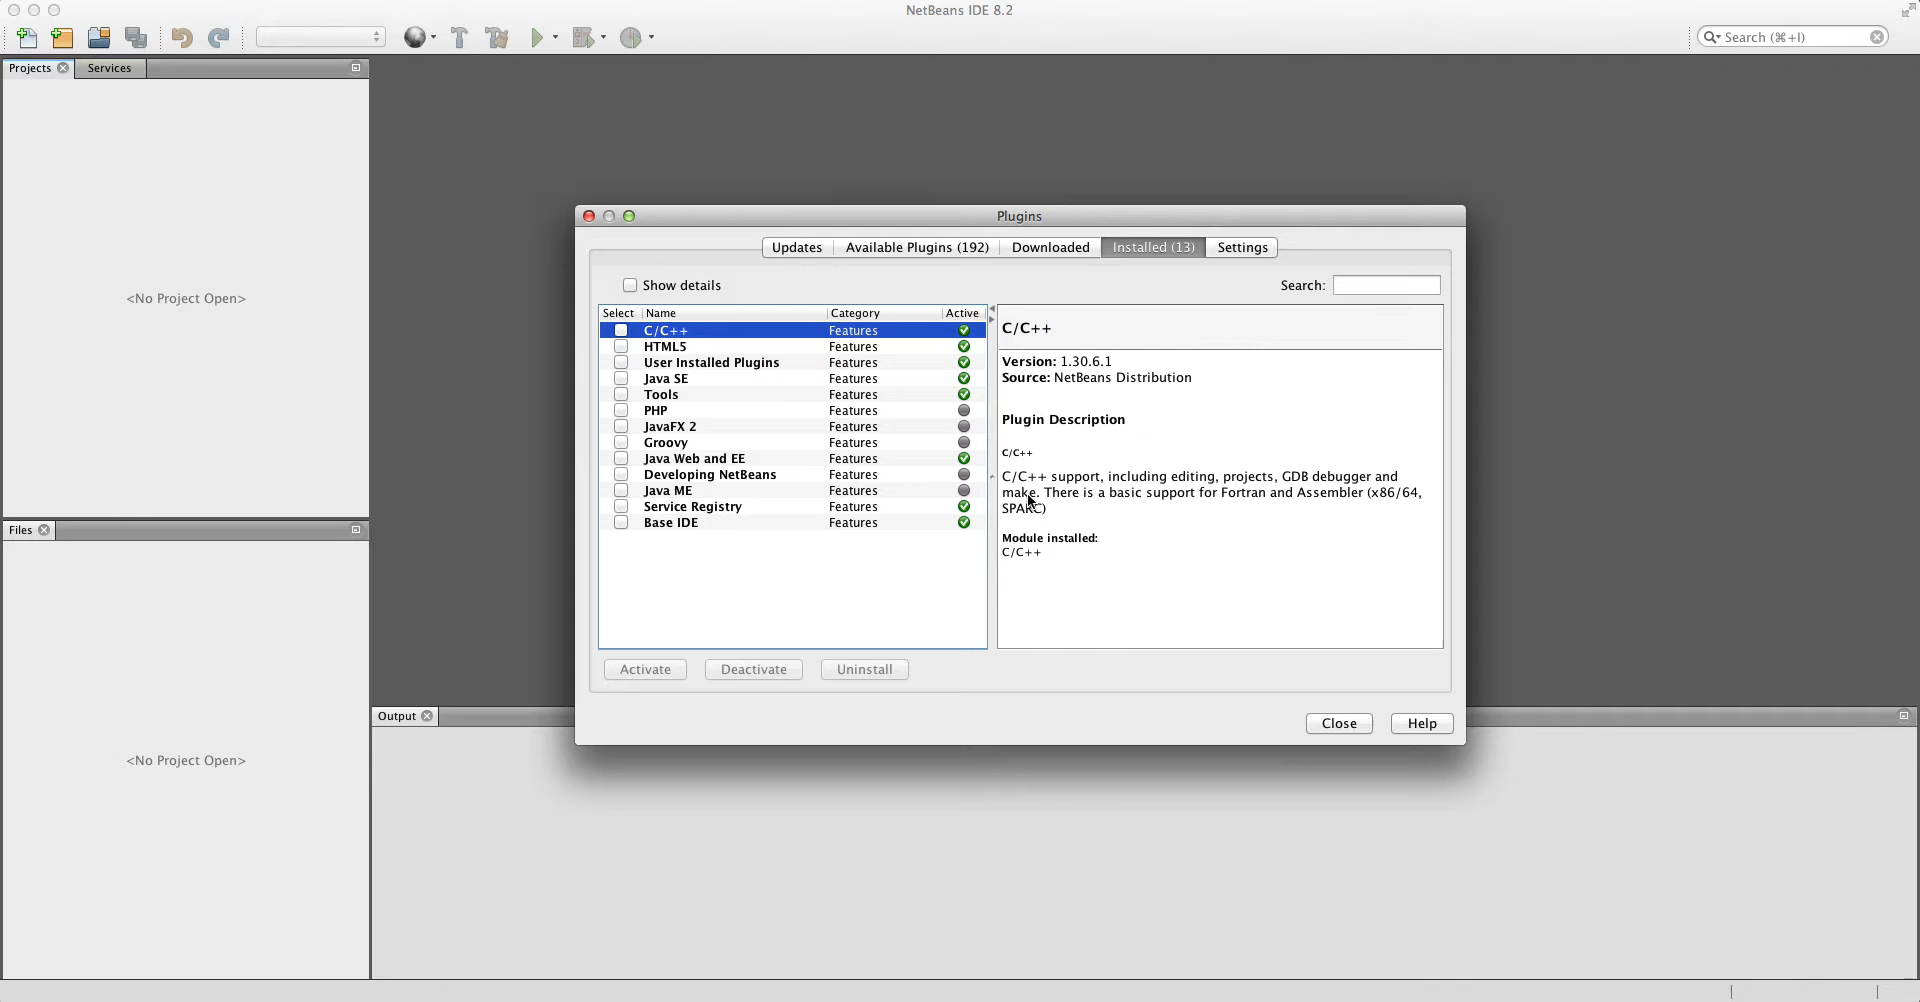 NetBeans IDE 8.2
Search (⌘+I)
Projects
Services
<No Project Open>
Files
<No Project Open>
Output
Plugins
Updates
Available Plugins (192)
Downloaded
Installed (13)
Settings
Show details
Search:
Select Name Category Active
C/C++ Features
HTML5 Features
User Installed Plugins Features
Java SE Features
Tools Features
PHP Features
JavaFX 2 Features
Groovy Features
Java Web and EE Features
Developing NetBeans Features
Java ME Features
Service Registry Features
Base IDE Features
C/C++
Version: 1.30.6.1
Source: NetBeans Distribution
Plugin Description
C/C++
C/C++ support, including editing, projects, GDB debugger and
make. There is a basic support for Fortran and Assembler (x86/64,
SPARC)
Module installed:
C/C++
Activate
Deactivate
Uninstall
Close
Help